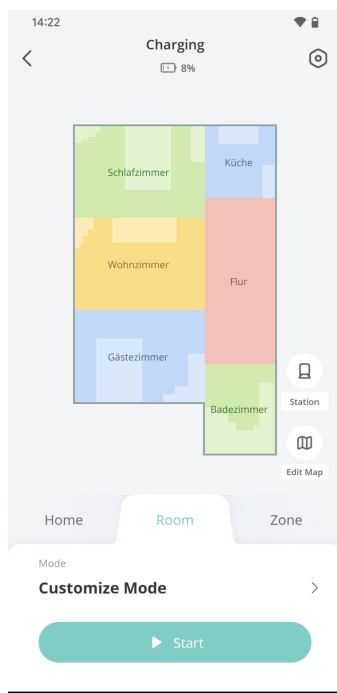 14:22
Charging
8%
Schlafzimmer
Küche
Wohnzimmer
Flur
Gästezimmer
Badezimmer
Station
Edit Map
Home
Room
Zone
Mode
Customize Mode
Start